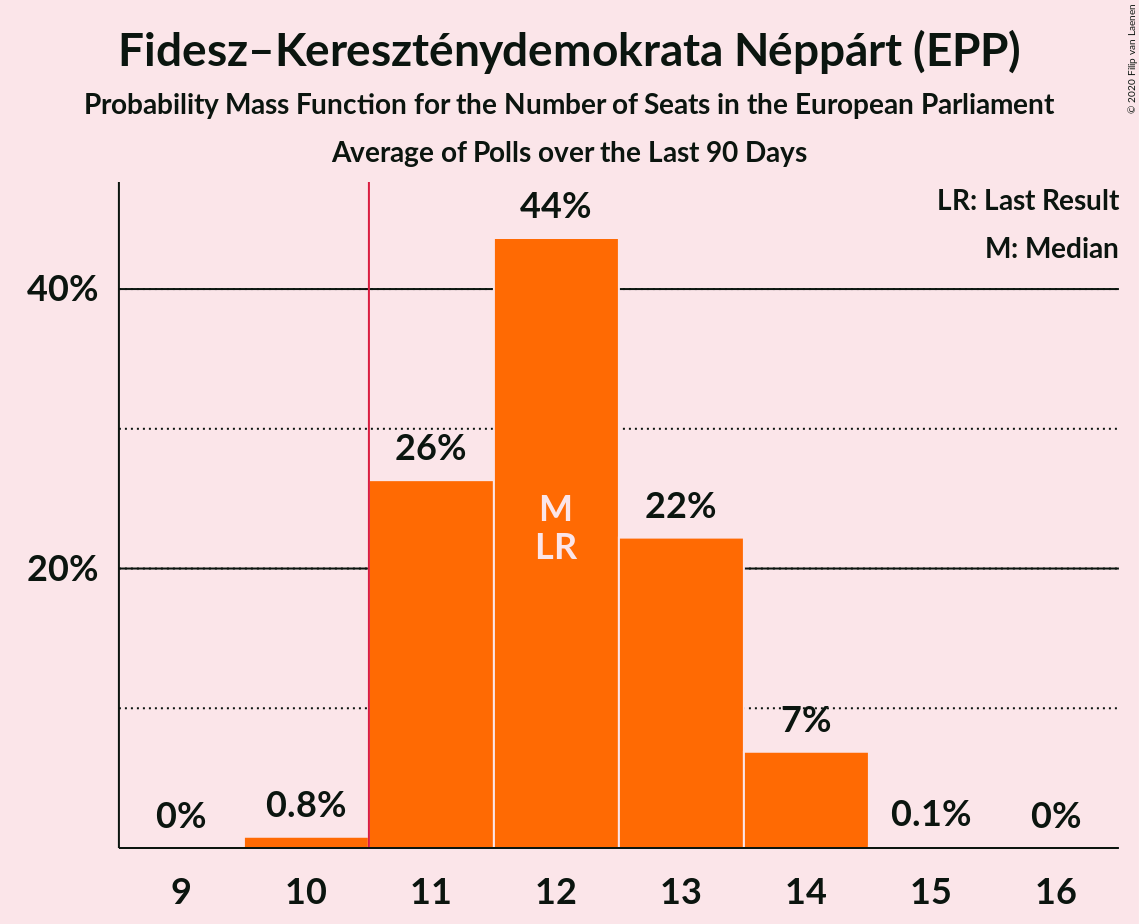 Fidesz–Kereszténydemokrata Néppárt (EPP)
Probability Mass Function for the Number of Seats in the European Parliament
Average of Polls over the Last 90 Days
© 2020 Filip van Laenen
LR: Last Result
M: Median
40%
20%
0%
0.8%
26%
44%
M
LR
22%
7%
0.1%
0%
9
10
11
12
13
14
15
16